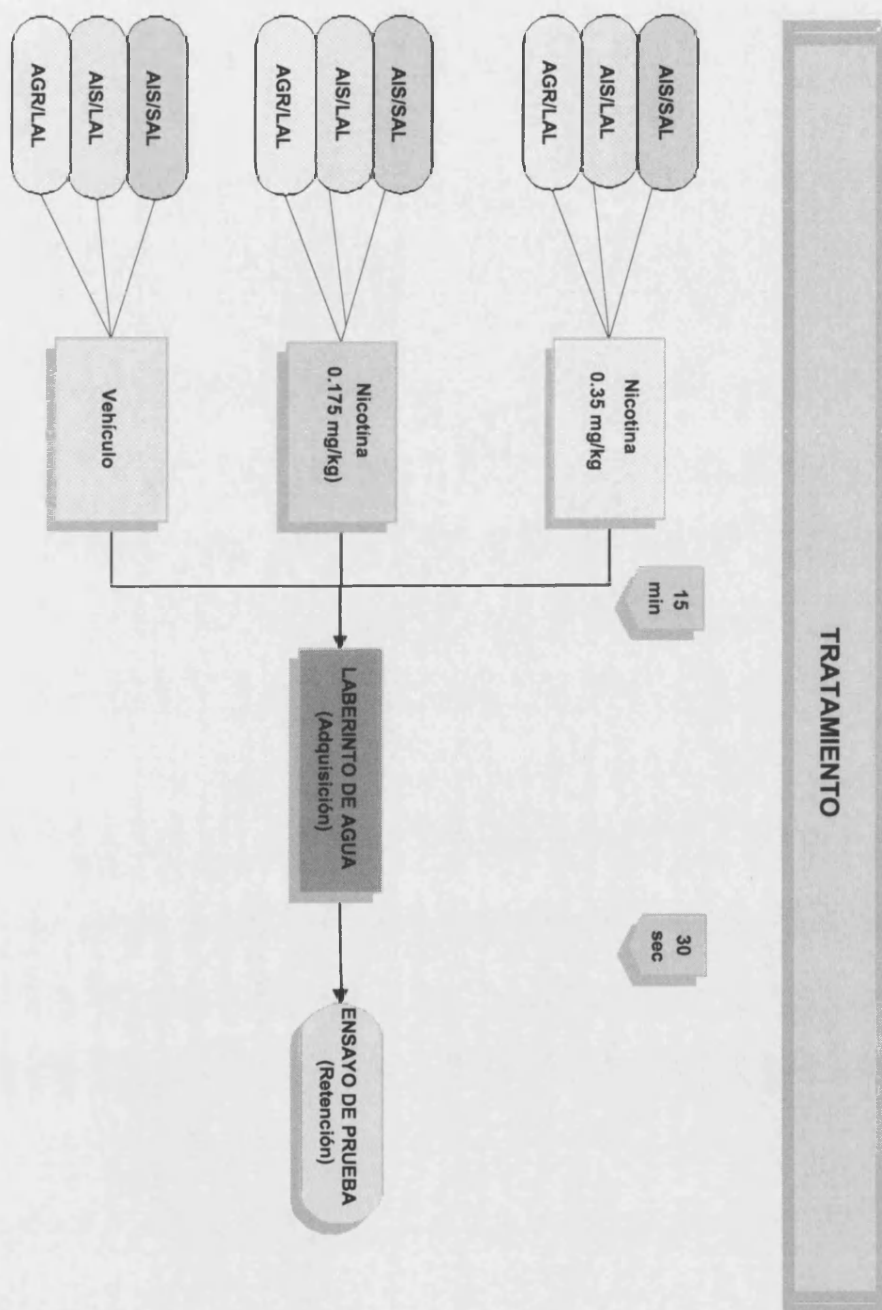 TRATAMIENTO
AIS/SAL
AIS/LAL
AGR/LAL
Nicotina
0.35 mg/kg
15
min
30
sec
AIS/SAL
AIS/LAL
AGR/LAL
Nicotina
0.175 mg/kg)
LABERINTO DE AGUA
(Adquisición)
ENSAYO DE PRUEBA
(Retención)
AIS/SAL
AIS/LAL
AGR/LAL
Vehículo